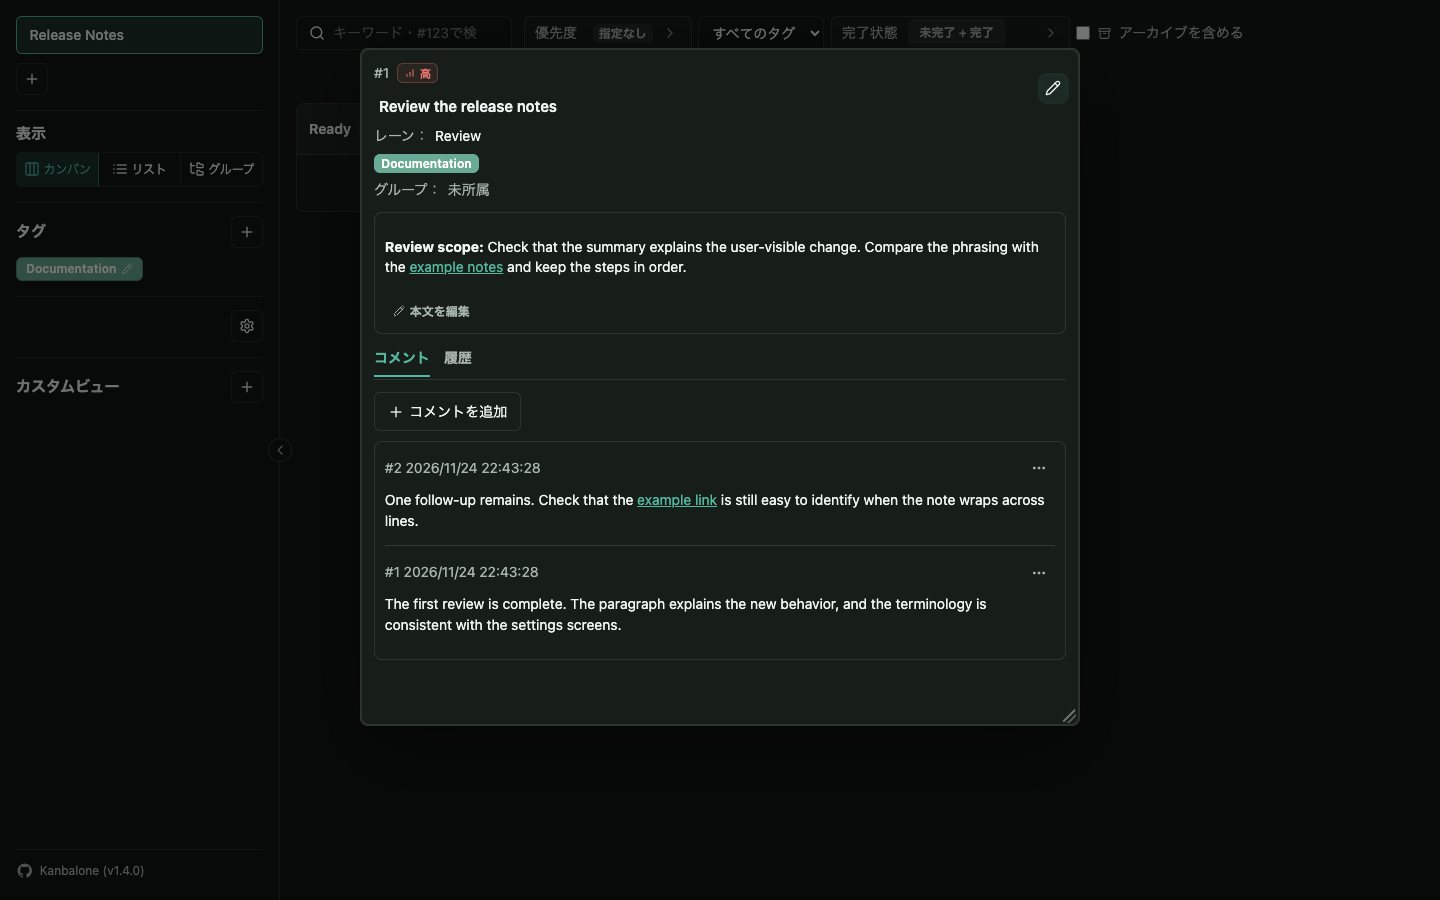 Release Notes
キーワード・#123で検
優先度 指定なし
すべてのタグ
完了状態 未完了 + 完了
アーカイブを含める
表示
カンバン
リスト
グループ
タグ
Documentation
カスタムビュー
Kanbalone (v1.4.0)
Ready
#1 高
Review the release notes
レーン： Review
Documentation
グループ： 未所属
Review scope: Check that the summary explains the user-visible change. Compare the phrasing with
the example notes and keep the steps in order.
本文を編集
コメント 履歴
コメントを追加
#2 2026/11/24 22:43:28
One follow-up remains. Check that the example link is still easy to identify when the note wraps across
lines.
#1 2026/11/24 22:43:28
The first review is complete. The paragraph explains the new behavior, and the terminology is
consistent with the settings screens.